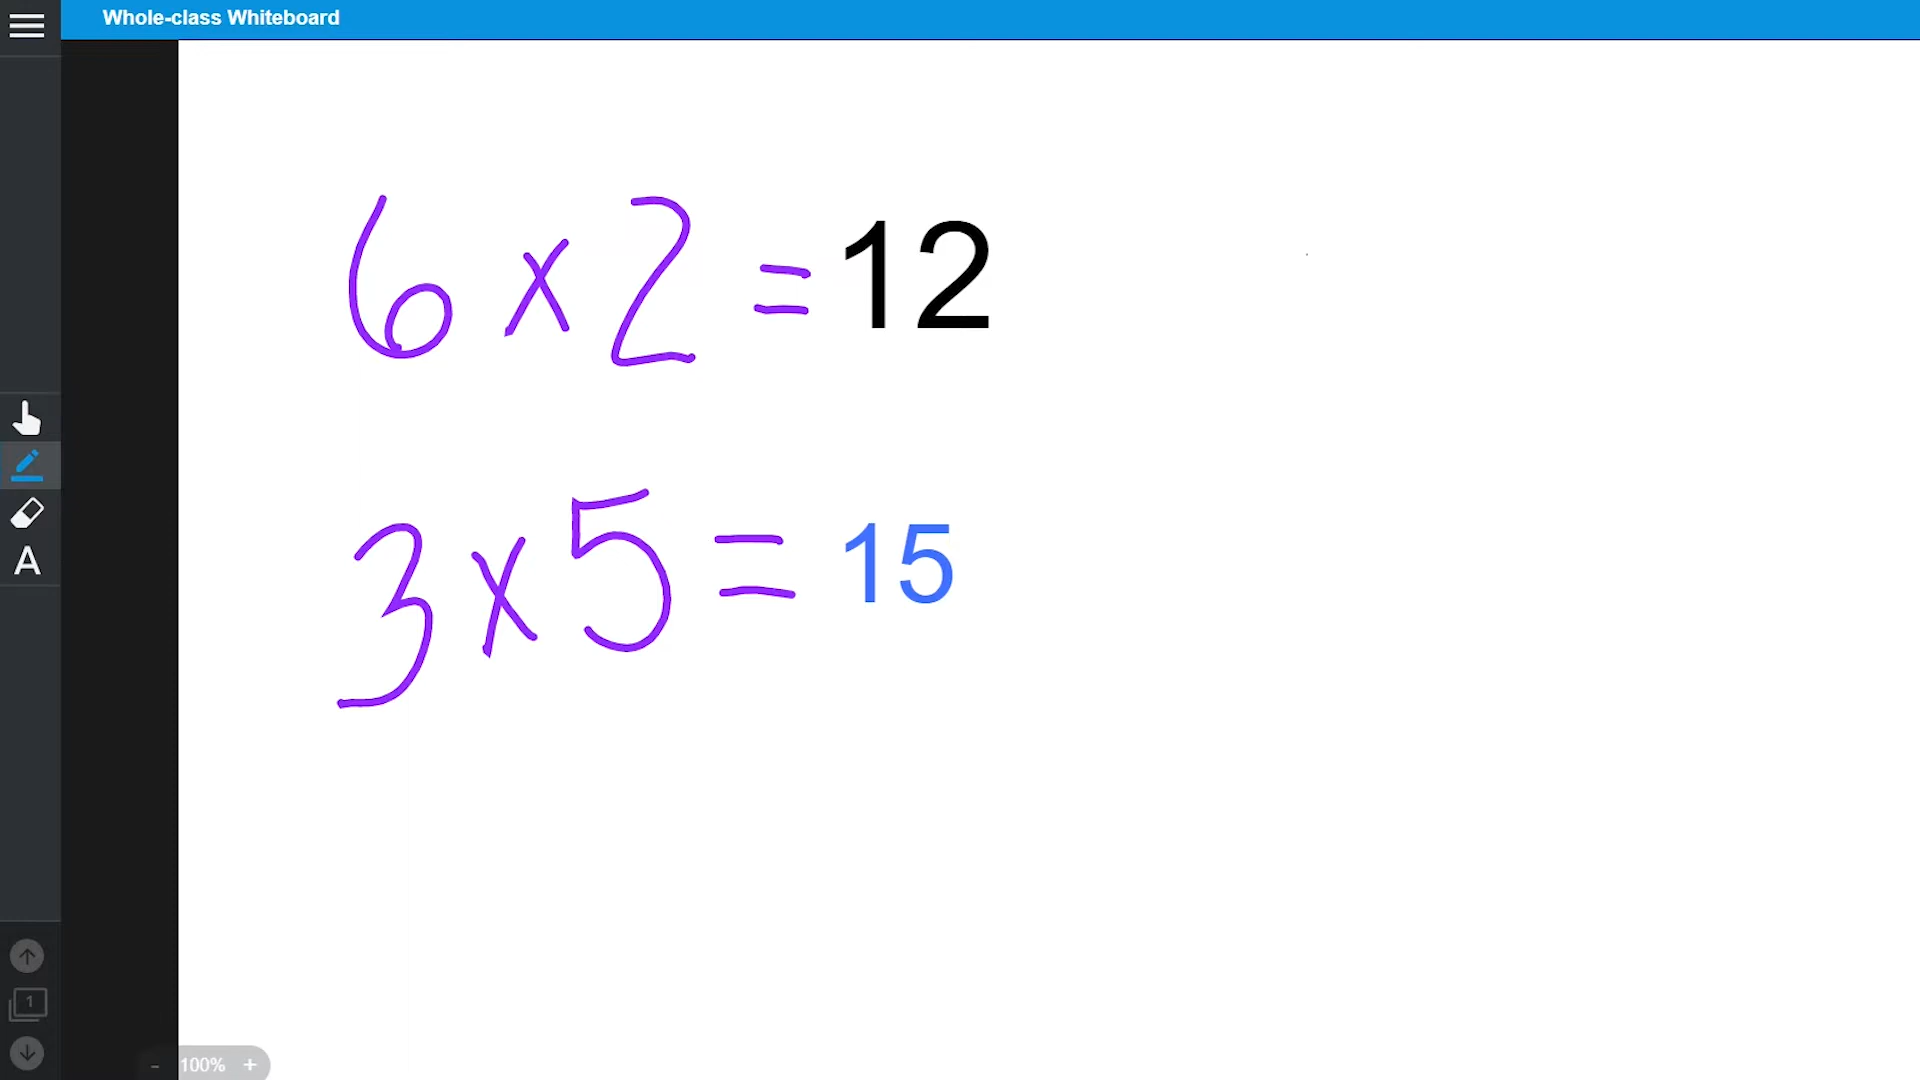 Whole-class Whiteboard
6 x 2 = 12
3 x 5 = 15
A
1
- 100% +